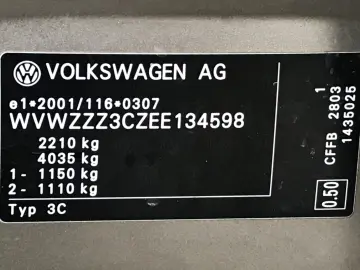 VOLKSWAGEN AG
e1*2001/116*0307
WVWZZZ3CZEE134598
2210 kg
4035 kg
1- 1150 kg
2- 1110 kg
Typ 3C
0.50
CFFB 2803 1
1435025